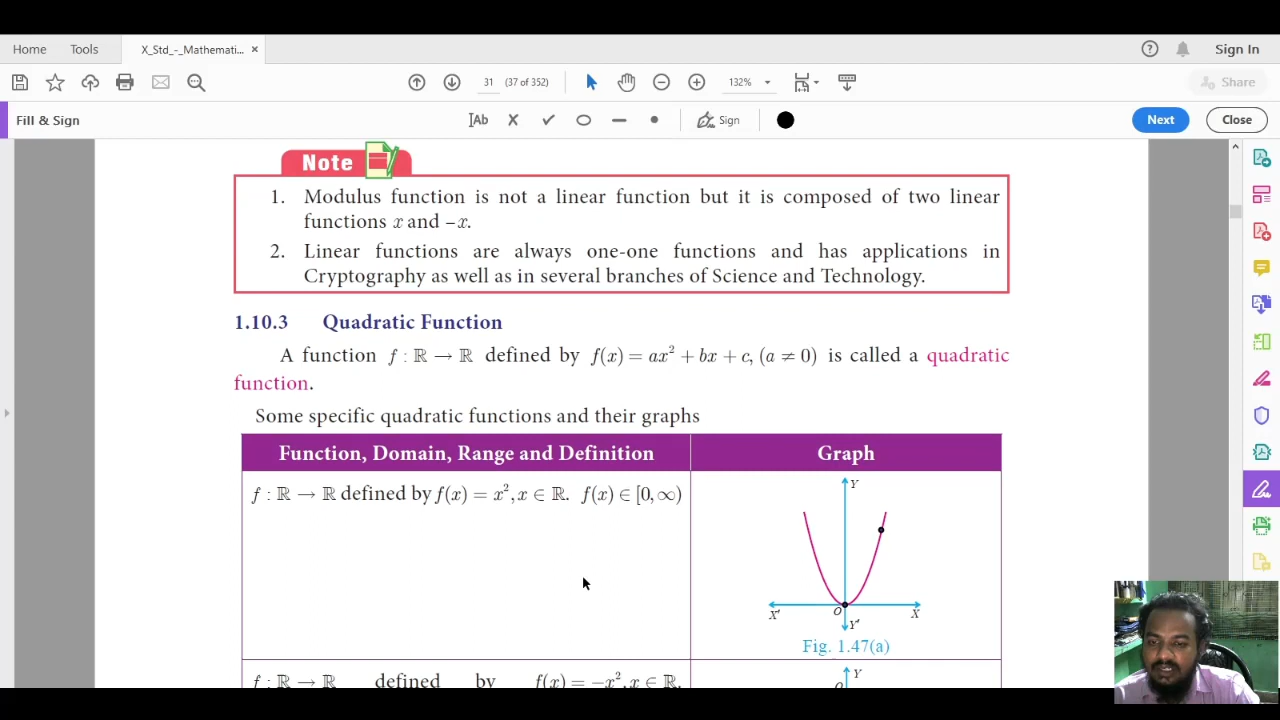 Home Tools X_Std_-_Mathemati... × Sign In
31 (37 of 352) 132% Share
Fill & Sign Ab Sign Next Close
Note
1. Modulus function is not a linear function but it is composed of two linear
functions x and –x.
2. Linear functions are always one-one functions and has applications in
Cryptography as well as in several branches of Science and Technology.
1.10.3 Quadratic Function
A function f : ℝ → ℝ defined by f(x) = ax² + bx + c, (a ≠ 0) is called a quadratic
function.
Some specific quadratic functions and their graphs
Function, Domain, Range and Definition Graph
f : ℝ → ℝ defined by f(x) = x², x ∈ ℝ. f(x) ∈ [0, ∞)
Y
X′ O X
Y′
Fig. 1.47(a)
f : ℝ → ℝ defined by f(x) = −x², x ∈ ℝ.
Y
O